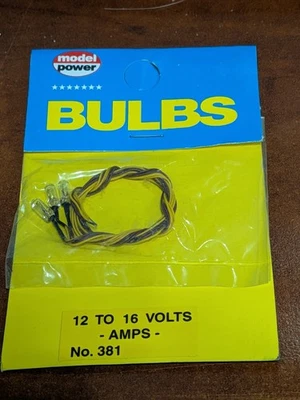 model
power
★★★★★★★
BULBS
12 TO 16 VOLTS
- AMPS -
No. 381